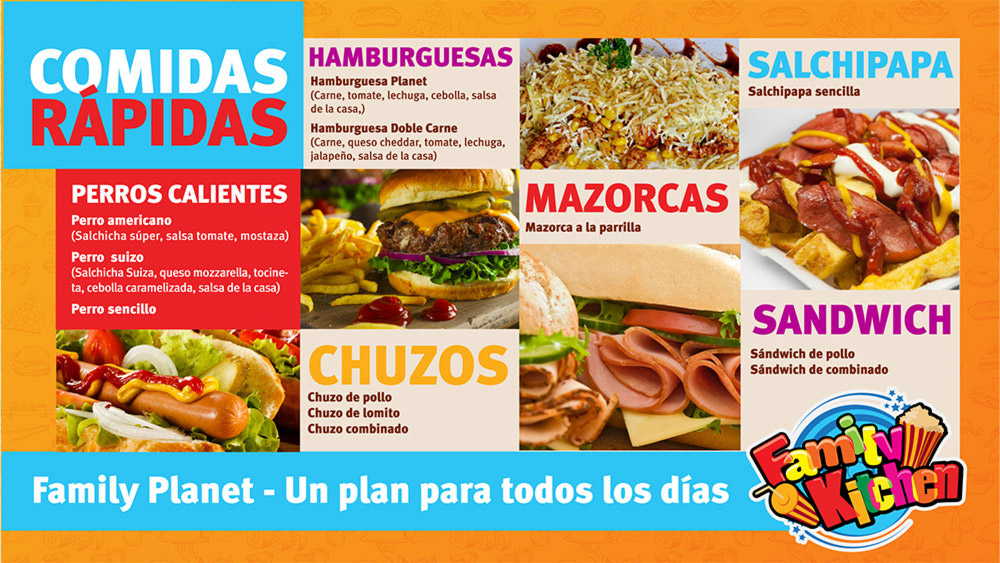 COMIDAS
RÁPIDAS
HAMBURGUESAS
Hamburguesa Planet
(Carne, tomate, lechuga, cebolla, salsa
de la casa,)
Hamburguesa Doble Carne
(Carne, queso cheddar, tomate, lechuga,
jalapeño, salsa de la casa)
SALCHIPAPA
Salchipapa sencilla
PERROS CALIENTES
Perro americano
(Salchicha súper, salsa tomate, mostaza)
Perro suizo
(Salchicha Suiza, queso mozzarella, tocine-
ta, cebolla caramelizada, salsa de la casa)
Perro sencillo
MAZORCAS
Mazorca a la parrilla
CHUZOS
Chuzo de pollo
Chuzo de lomito
Chuzo combinado
SANDWICH
Sándwich de pollo
Sándwich de combinado
Family Planet - Un plan para todos los días
Family
Kitchen